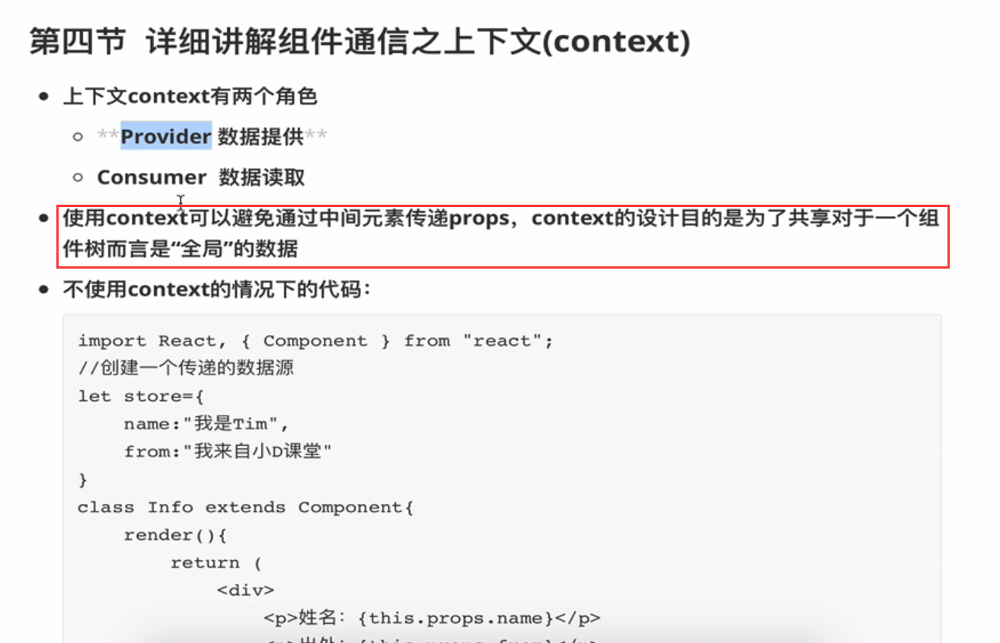 第四节 详细讲解组件通信之上下文(context)
上下文context有两个角色
**Provider 数据提供**
Consumer 数据读取
使用context可以避免通过中间元素传递props，context的设计目的是为了共享对于一个组
件树而言是“全局”的数据
不使用context的情况下的代码：
import React, { Component } from "react";
//创建一个传递的数据源
let store={
name:"我是Tim",
from:"我来自小D课堂"
}
class Info extends Component{
render(){
return (
<div>
<p>姓名：{this.props.name}</p>
<p>出处：{this.props.from}</p>